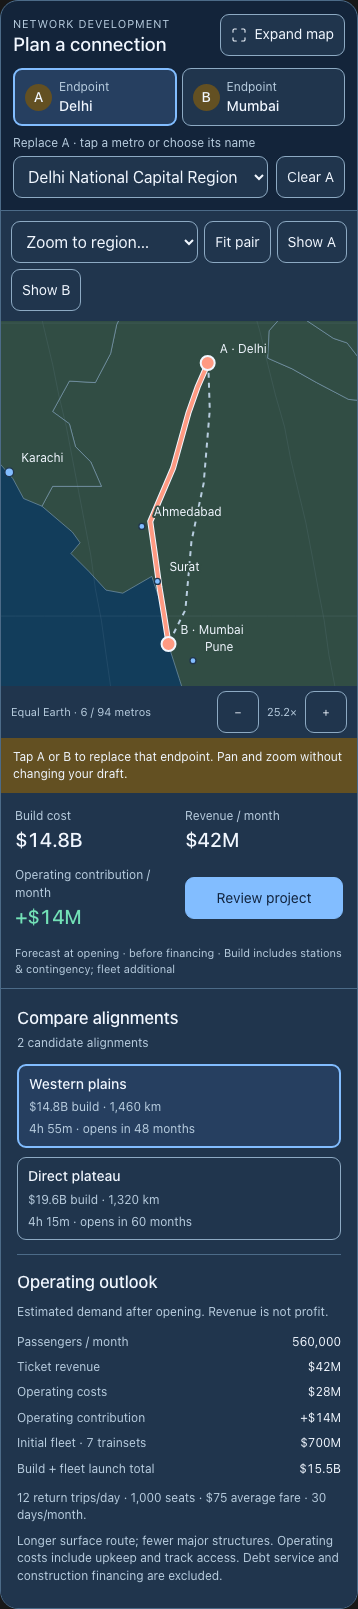 NETWORK DEVELOPMENT
Plan a connection
Expand map
A
Endpoint
Delhi
B
Endpoint
Mumbai
Replace A · tap a metro or choose its name
Delhi National Capital Region
Clear A
Zoom to region...
Fit pair
Show A
Show B
A · Delhi
Karachi
Ahmedabad
Surat
B · Mumbai
Pune
Equal Earth · 6 / 94 metros
−
25.2×
+
Tap A or B to replace that endpoint. Pan and zoom without
changing your draft.
Build cost
$14.8B
Revenue / month
$42M
Operating contribution /
month
+$14M
Review project
Forecast at opening · before financing · Build includes stations
& contingency; fleet additional
Compare alignments
2 candidate alignments
Western plains
$14.8B build · 1,460 km
4h 55m · opens in 48 months
Direct plateau
$19.6B build · 1,320 km
4h 15m · opens in 60 months
Operating outlook
Estimated demand after opening. Revenue is not profit.
Passengers / month 560,000
Ticket revenue $42M
Operating costs $28M
Operating contribution +$14M
Initial fleet · 7 trainsets $700M
Build + fleet launch total $15.5B
12 return trips/day · 1,000 seats · $75 average fare · 30
days/month.
Longer surface route; fewer major structures. Operating
costs include upkeep and track access. Debt service and
construction financing are excluded.